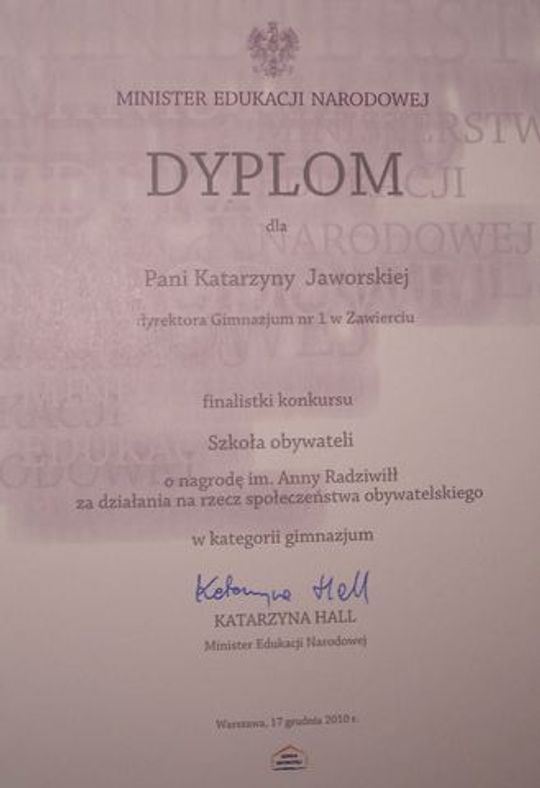 MINISTER EDUKACJI NARODOWEJ
DYPLOM
dla
Pani Katarzyny Jaworskiej
dyrektora Gimnazjum nr 1 w Zawierciu
finalistki konkursu
Szkoła obywateli
o nagrodę im. Anny Radziwiłł
za działania na rzecz społeczeństwa obywatelskiego
w kategorii gimnazjum
Katarzyna Hall
KATARZYNA HALL
Minister Edukacji Narodowej
Warszawa, 17 grudnia 2010 r.